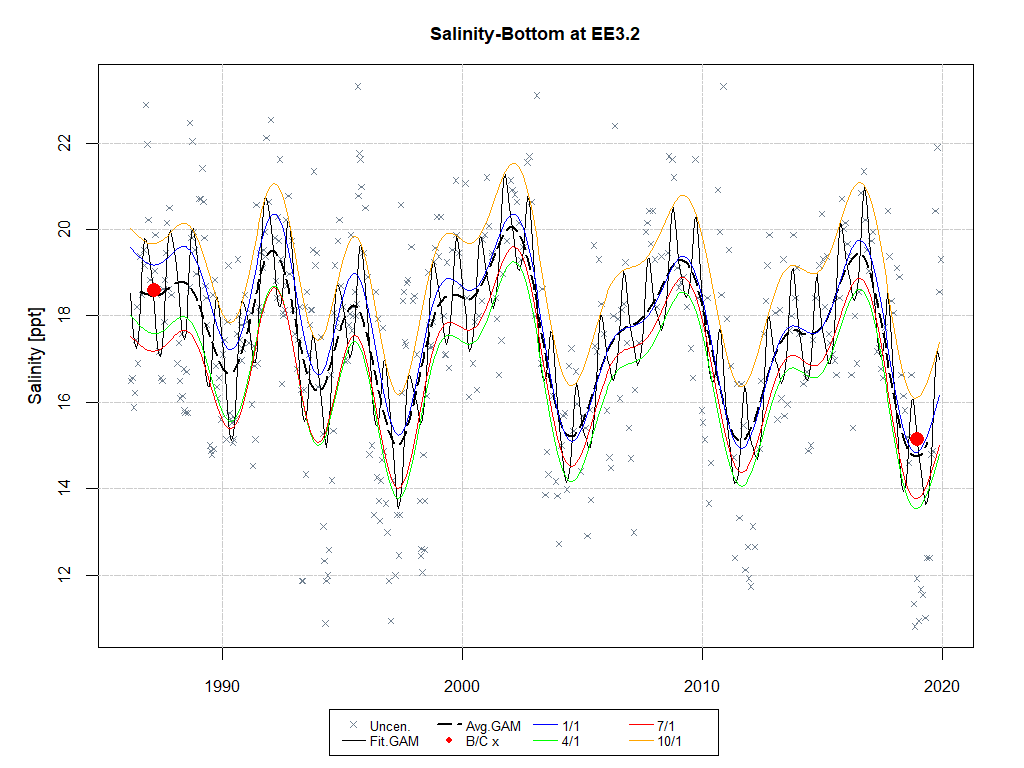 Salinity-Bottom at EE3.2
Salinity [ppt]
22
20
18
16
14
12
1990 2000 2010 2020
Uncen. Avg.GAM 1/1 7/1
Fit.GAM B/C x 4/1 10/1